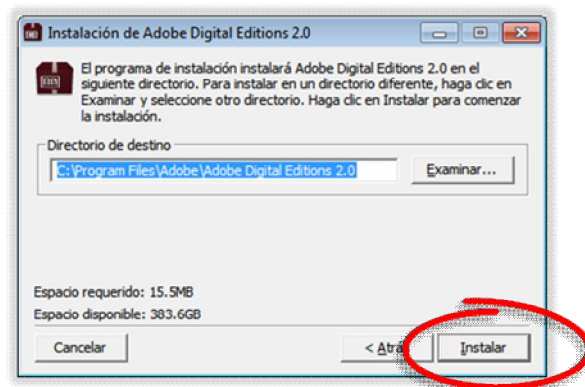 Instalación de Adobe Digital Editions 2.0
El programa de instalación instalará Adobe Digital Editions 2.0 en el
siguiente directorio. Para instalar en un directorio diferente, haga clic en
Examinar y seleccione otro directorio. Haga clic en Instalar para comenzar
la instalación.
Directorio de destino
C:\Program Files\Adobe\Adobe Digital Editions 2.0
Examinar...
Espacio requerido: 15.5MB
Espacio disponible: 383.6GB
Cancelar
< Atrá
Instalar